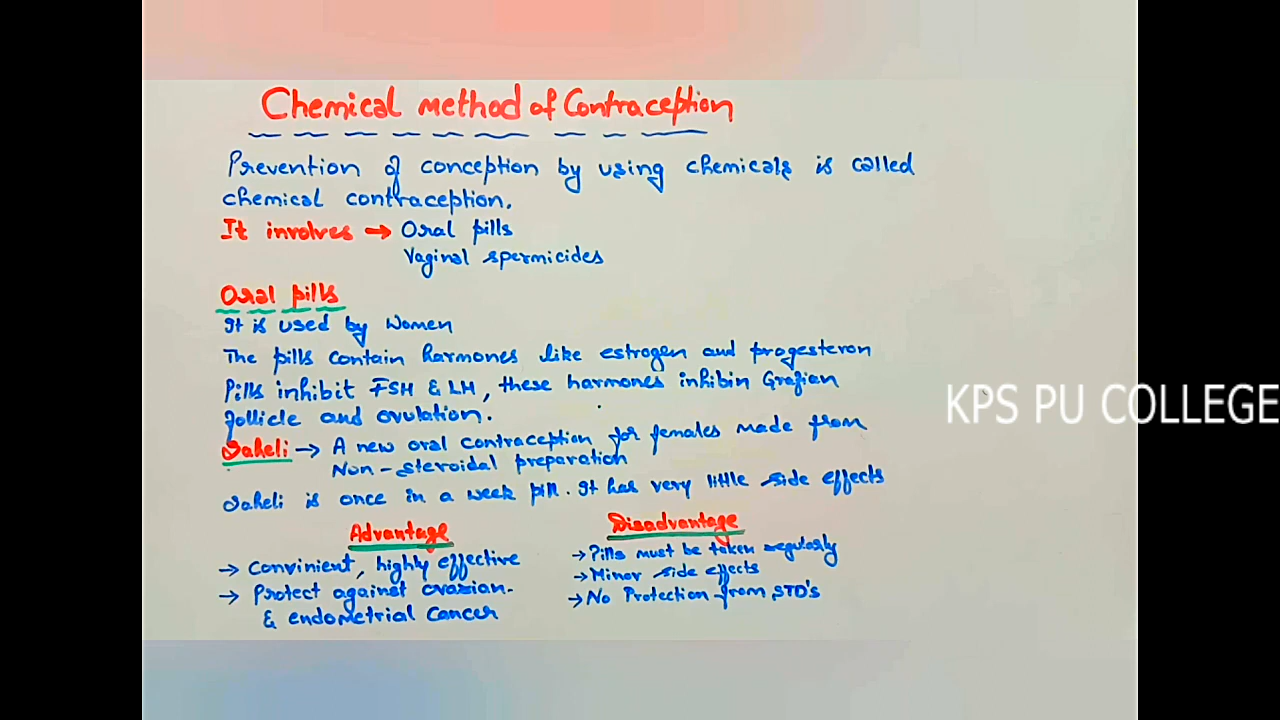 Chemical method of Contraception
Prevention of conception by using chemicals is called
chemical contraception.
It involves → Oral pills
Vaginal spermicides
Oral pills
It is used by Women
The pills contain harmones like estrogen and progesteron
Pills inhibit FSH & LH, these harmones inhibin Grafian
follicle and ovulation.
Saheli → A new oral contraception for females made from
Non-steroidal preparation
Saheli is once in a week pill. It has very little side effects
KPS PU COLLEGE
Advantage
→ Convinient, highly effective
→ Protect against ovarian.
& endometrial cancer
Disadvantage
→ Pills must be taken regularly
→ Minor side effects
→ No Protection from STD's